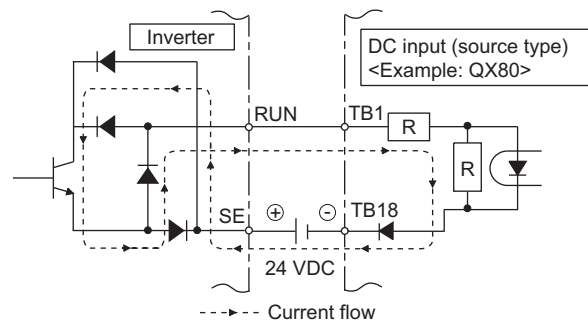 Inverter
DC input (source type)
<Example: QX80>
RUN
TB1
R
R
SE
⊕
⊖
TB18
24 VDC
Current flow